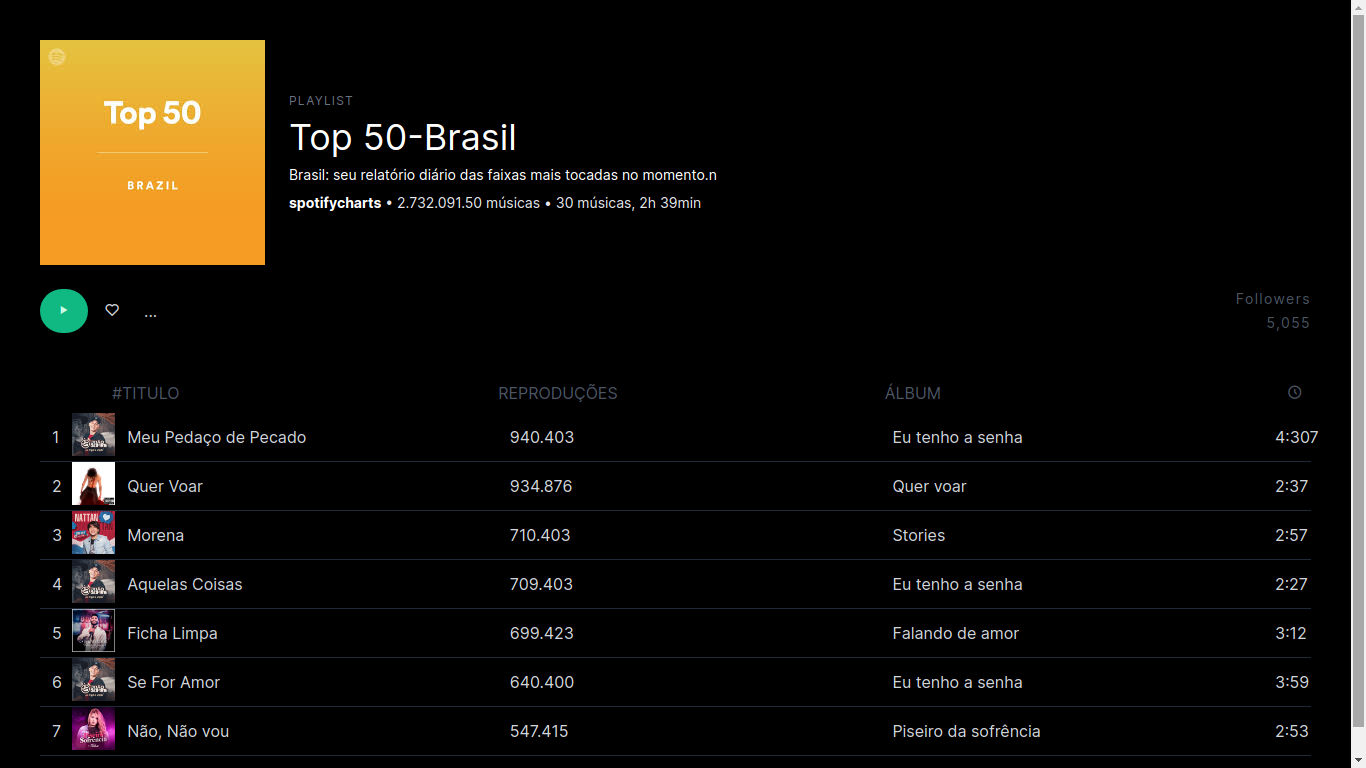 Top 50
BRAZIL
PLAYLIST
Top 50-Brasil
Brasil: seu relatório diário das faixas mais tocadas no momento.n
spotifycharts • 2.732.091.50 músicas • 30 músicas, 2h 39min
...
Followers
5,055
#TITULO REPRODUÇÕES ÁLBUM
1 Meu Pedaço de Pecado 940.403 Eu tenho a senha 4:307
2 Quer Voar 934.876 Quer voar 2:37
NATTAN
3 Morena 710.403 Stories 2:57
4 Aquelas Coisas 709.403 Eu tenho a senha 2:27
5 Ficha Limpa 699.423 Falando de amor 3:12
6 Se For Amor 640.400 Eu tenho a senha 3:59
7 Não, Não vou 547.415 Piseiro da sofrência 2:53